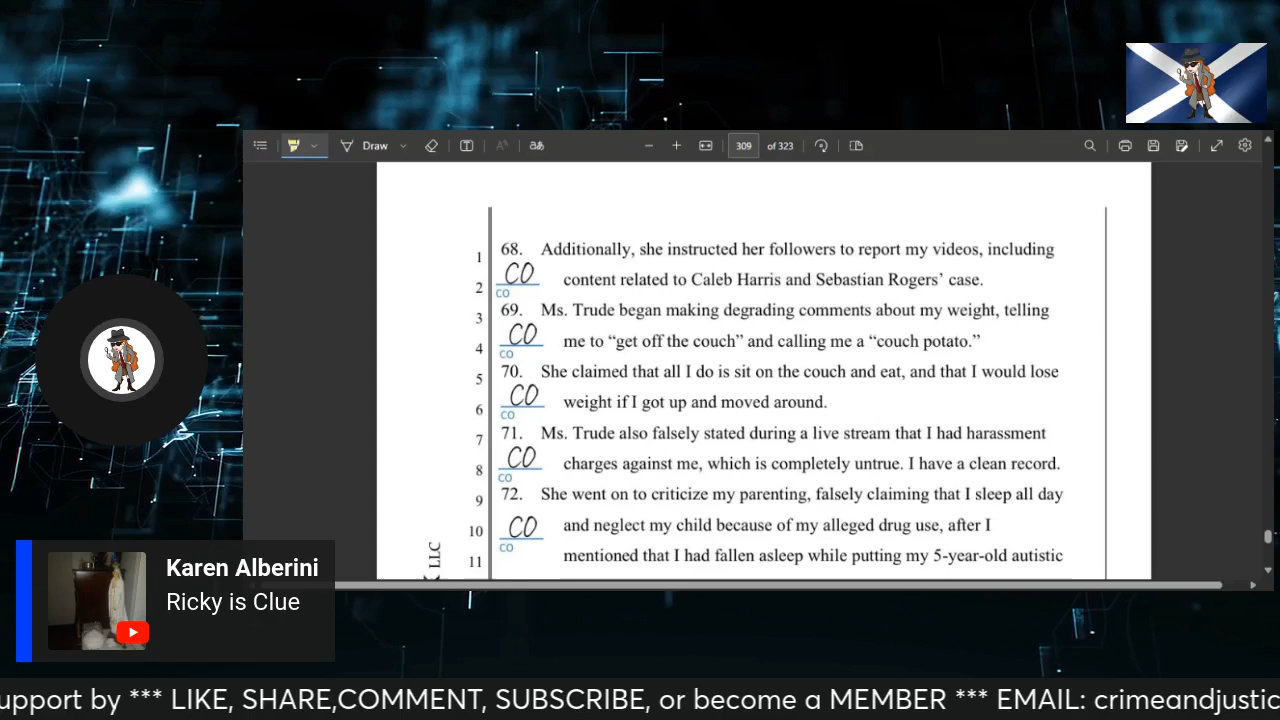 Draw
309 of 323
1 68. Additionally, she instructed her followers to report my videos, including
CO
2 content related to Caleb Harris and Sebastian Rogers’ case.
CO
3 69. Ms. Trude began making degrading comments about my weight, telling
CO
4 me to “get off the couch” and calling me a “couch potato.”
CO
5 70. She claimed that all I do is sit on the couch and eat, and that I would lose
CO
6 weight if I got up and moved around.
CO
7 71. Ms. Trude also falsely stated during a live stream that I had harassment
CO
8 charges against me, which is completely untrue. I have a clean record.
CO
9 72. She went on to criticize my parenting, falsely claiming that I sleep all day
CO
10 and neglect my child because of my alleged drug use, after I
CO
11 mentioned that I had fallen asleep while putting my 5-year-old autistic
LLC
Karen Alberini
Ricky is Clue
upport by *** LIKE, SHARE,COMMENT, SUBSCRIBE, or become a MEMBER *** EMAIL: crimeandjustic